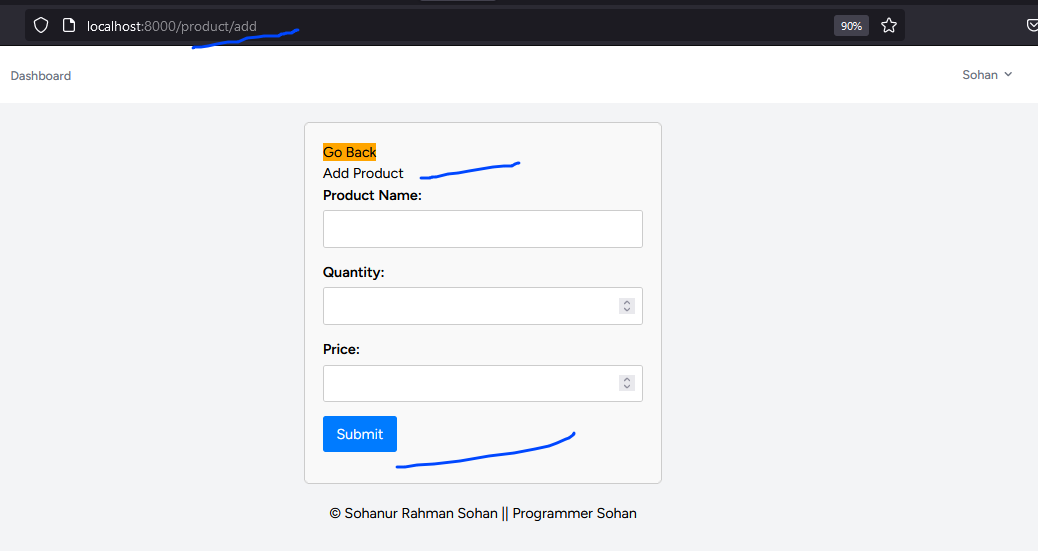 localhost:8000/product/add
90%
Dashboard
Sohan
Go Back
Add Product
Product Name:
Quantity:
Price:
Submit
© Sohanur Rahman Sohan || Programmer Sohan